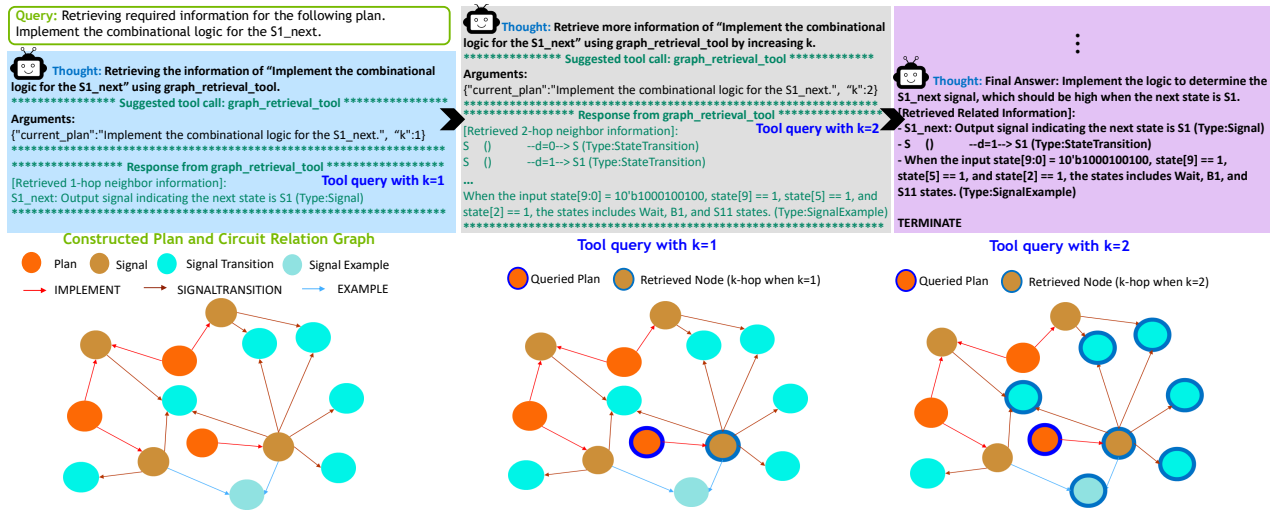 Query: Retrieving required information for the following plan.
Implement the combinational logic for the S1_next.
Thought: Retrieving the information of “Implement the combinational
logic for the S1_next” using graph_retrieval_tool.
*************** Suggested tool call: graph_retrieval_tool ***************
Arguments:
{"current_plan":"Implement the combinational logic for the S1_next.", “k":1}
****************************************************************
**************** Response from graph_retrieval_tool ****************
[Retrieved 1-hop neighbor information]:
Tool query with k=1
S1_next: Output signal indicating the next state is S1 (Type:Signal)
****************************************************************
Thought: Retrieve more information of “Implement the combinational
logic for the S1_next” using graph_retrieval_tool by increasing k.
************** Suggested tool call: graph_retrieval_tool ************
Arguments:
{"current_plan":"Implement the combinational logic for the S1_next.", “k":2}
************************************************************
***************** Response from graph_retrieval_tool ***************
[Retrieved 2-hop neighbor information]:
Tool query with k=2
S () --d=0--> S (Type:StateTransition)
S () --d=1--> S1 (Type:StateTransition)
...
When the input state[9:0] = 10'b1000100100, state[9] == 1, state[5] == 1, and
state[2] == 1, the states includes Wait, B1, and S11 states. (Type:SignalExample)
************************************************************
⋮
Thought: Final Answer: Implement the logic to determine the
S1_next signal, which should be high when the next state is S1.
[Retrieved Related Information]:
- S1_next: Output signal indicating the next state is S1 (Type:Signal)
- S () --d=1--> S1 (Type:StateTransition)
- When the input state[9:0] = 10'b1000100100, state[9] == 1,
state[5] == 1, and state[2] == 1, the states includes Wait, B1, and
S11 states. (Type:SignalExample)
TERMINATE
Constructed Plan and Circuit Relation Graph
Plan Signal Signal Transition Signal Example
IMPLEMENT SIGNALTRANSITION EXAMPLE
Tool query with k=1
Queried Plan Retrieved Node (k-hop when k=1)
Tool query with k=2
Queried Plan Retrieved Node (k-hop when k=2)